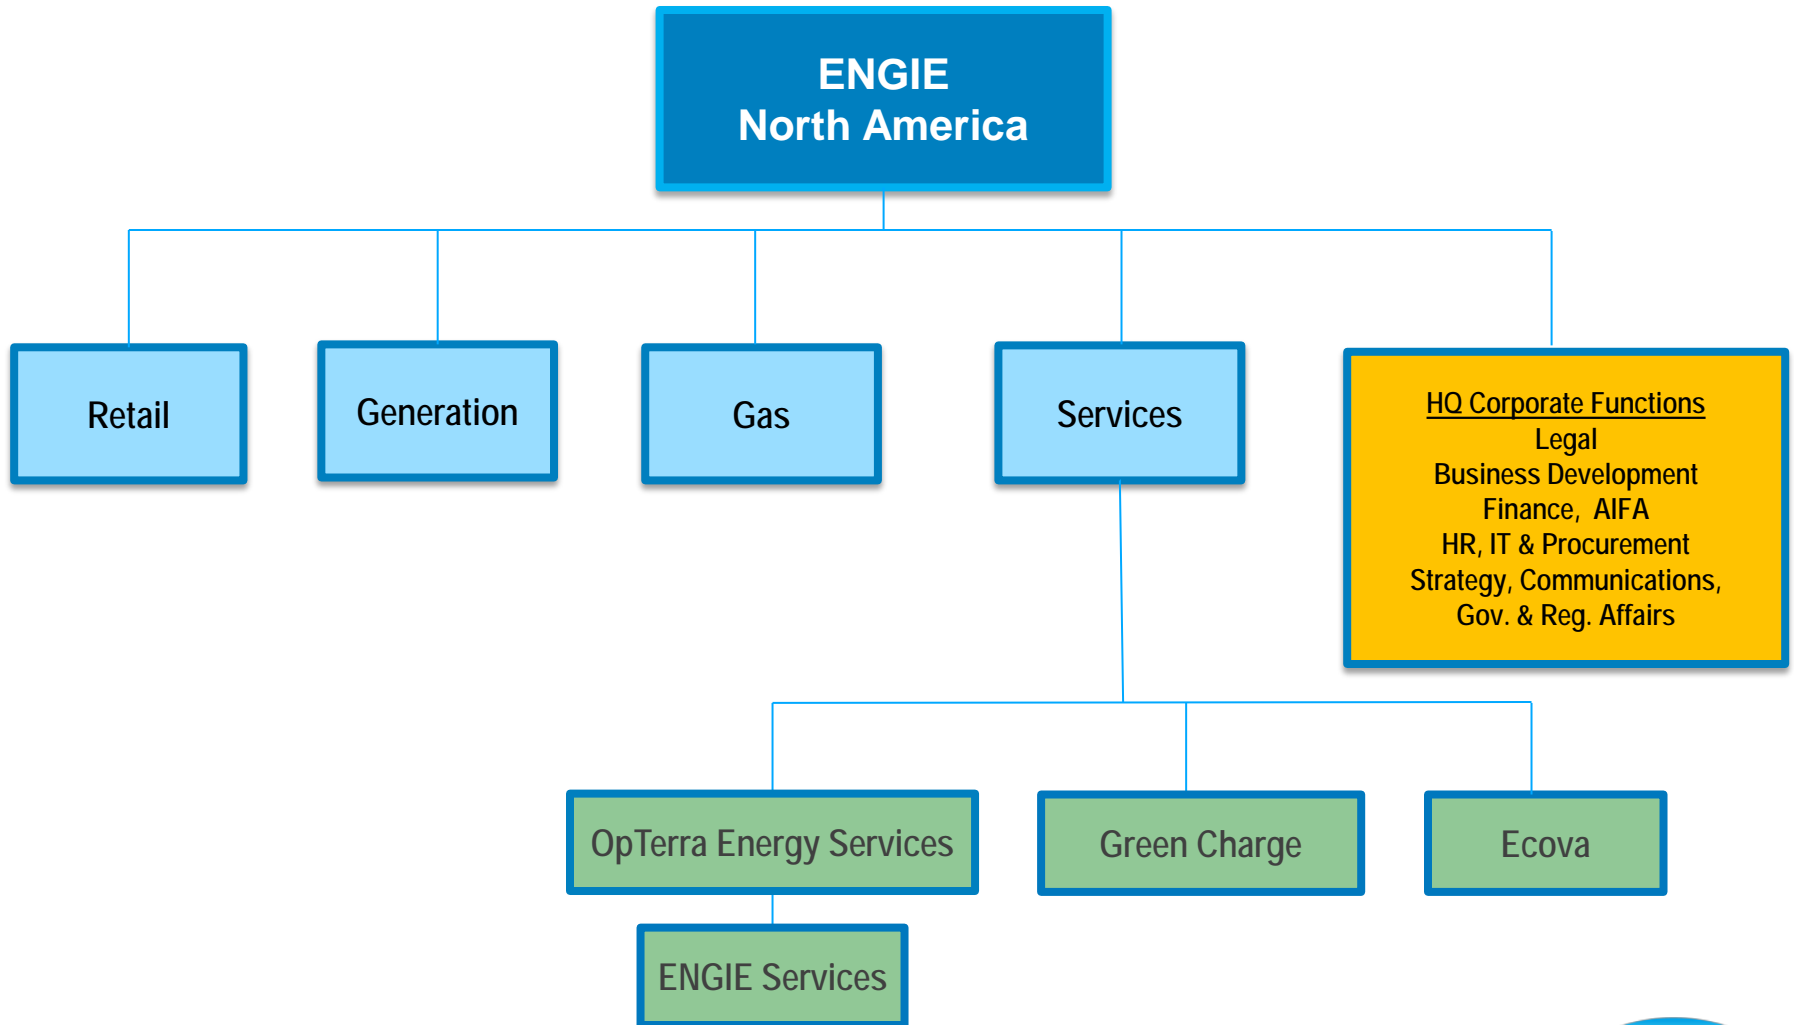 ENGIE
North America
Retail
Generation
Gas
Services
HQ Corporate Functions
Legal
Business Development
Finance, AIFA
HR, IT & Procurement
Strategy, Communications,
Gov. & Reg. Affairs
OpTerra Energy Services
Green Charge
Ecova
ENGIE Services